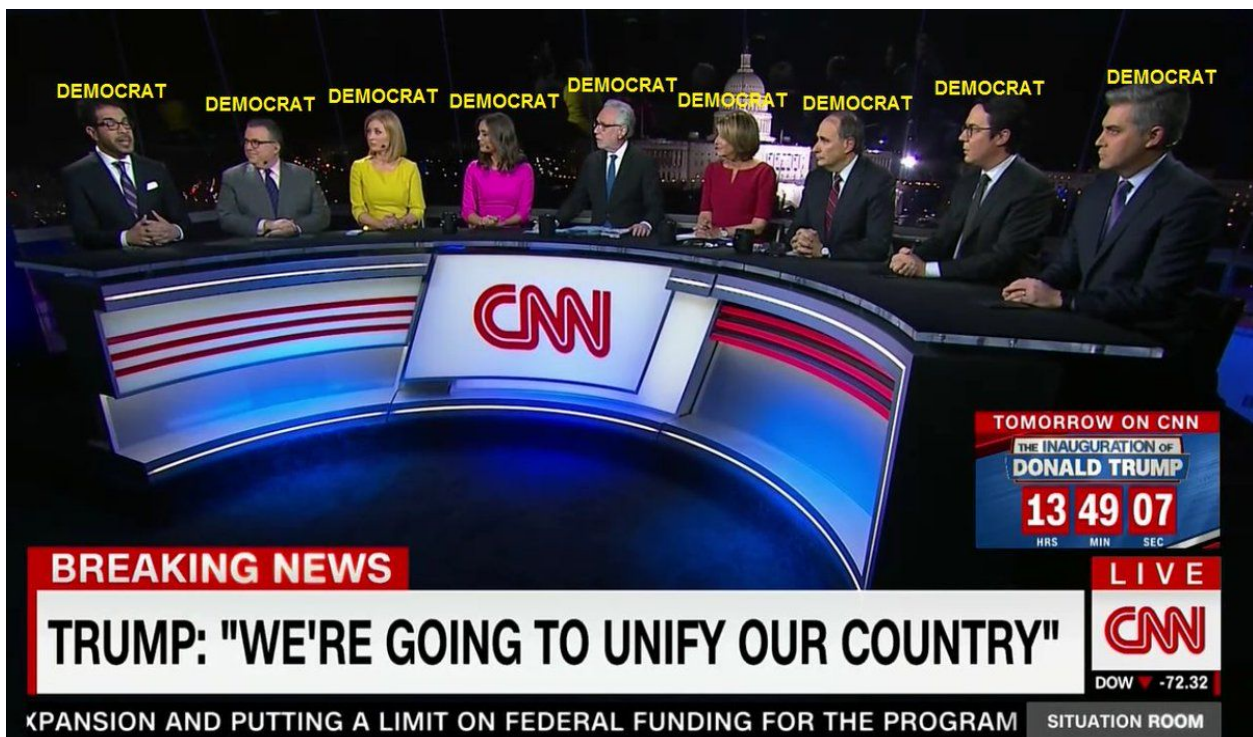 DEMOCRAT
DEMOCRAT
DEMOCRAT
DEMOCRAT
DEMOCRAT
DEMOCRAT
DEMOCRAT
DEMOCRAT
DEMOCRAT
CNN
TOMORROW ON CNN
THE INAUGURATION OF
DONALD TRUMP
13 49 07
HRS MIN SEC
BREAKING NEWS
TRUMP: "WE'RE GOING TO UNIFY OUR COUNTRY"
LIVE
CNN
DOW ▼ -72.32
XPANSION AND PUTTING A LIMIT ON FEDERAL FUNDING FOR THE PROGRAM
SITUATION ROOM